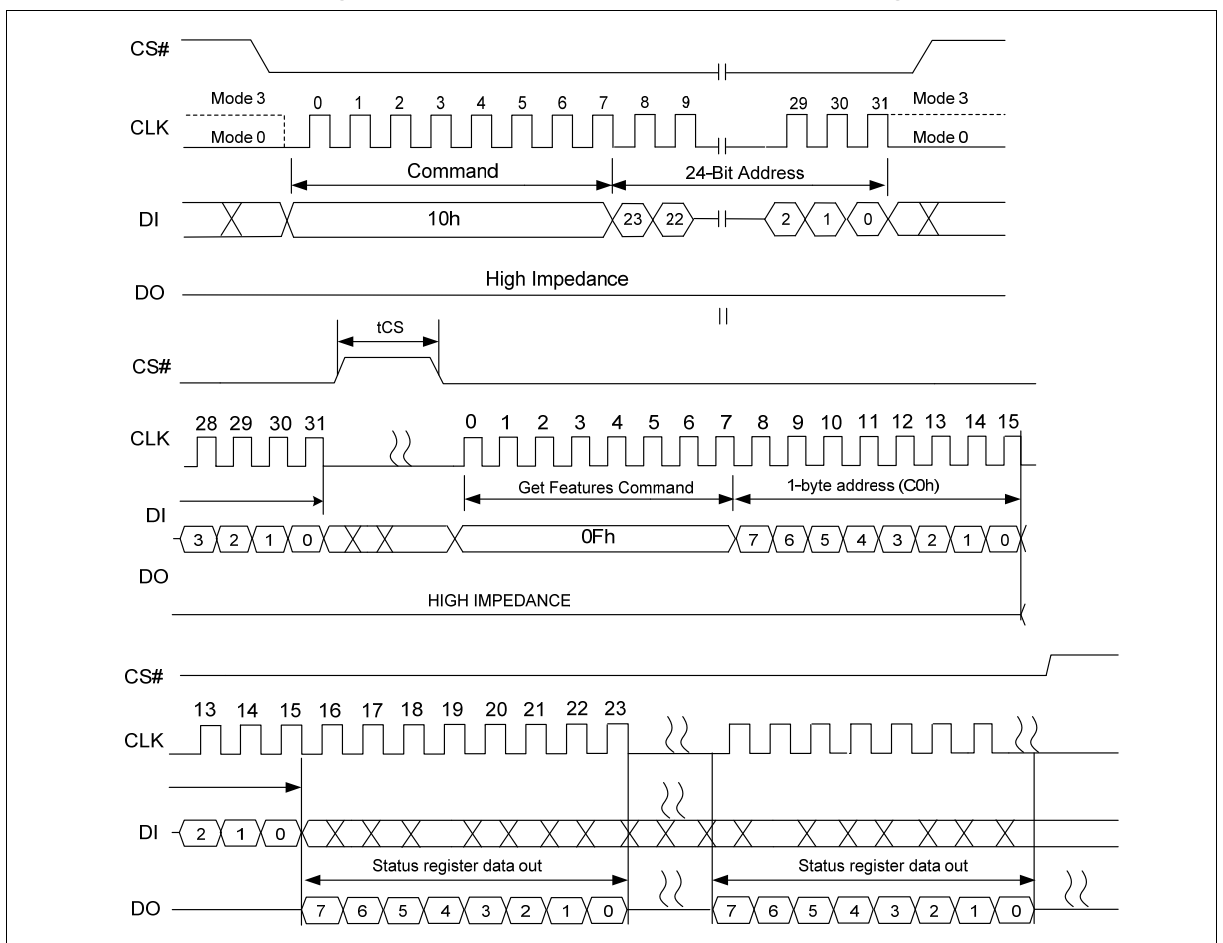 CS#
Mode 3 0 1 2 3 4 5 6 7 8 9 29 30 31 Mode 3
CLK
Mode 0 Mode 0
Command 24-Bit Address
DI 10h 23 22 2 1 0
High Impedance
DO
tCS
CS#
28 29 30 31 0 1 2 3 4 5 6 7 8 9 10 11 12 13 14 15
CLK
Get Features Command 1-byte address (C0h)
DI
3 2 1 0 0Fh 7 6 5 4 3 2 1 0
DO
HIGH IMPEDANCE
CS#
13 14 15 16 17 18 19 20 21 22 23
CLK
DI 2 1 0
Status register data out Status register data out
DO 7 6 5 4 3 2 1 0 7 6 5 4 3 2 1 0